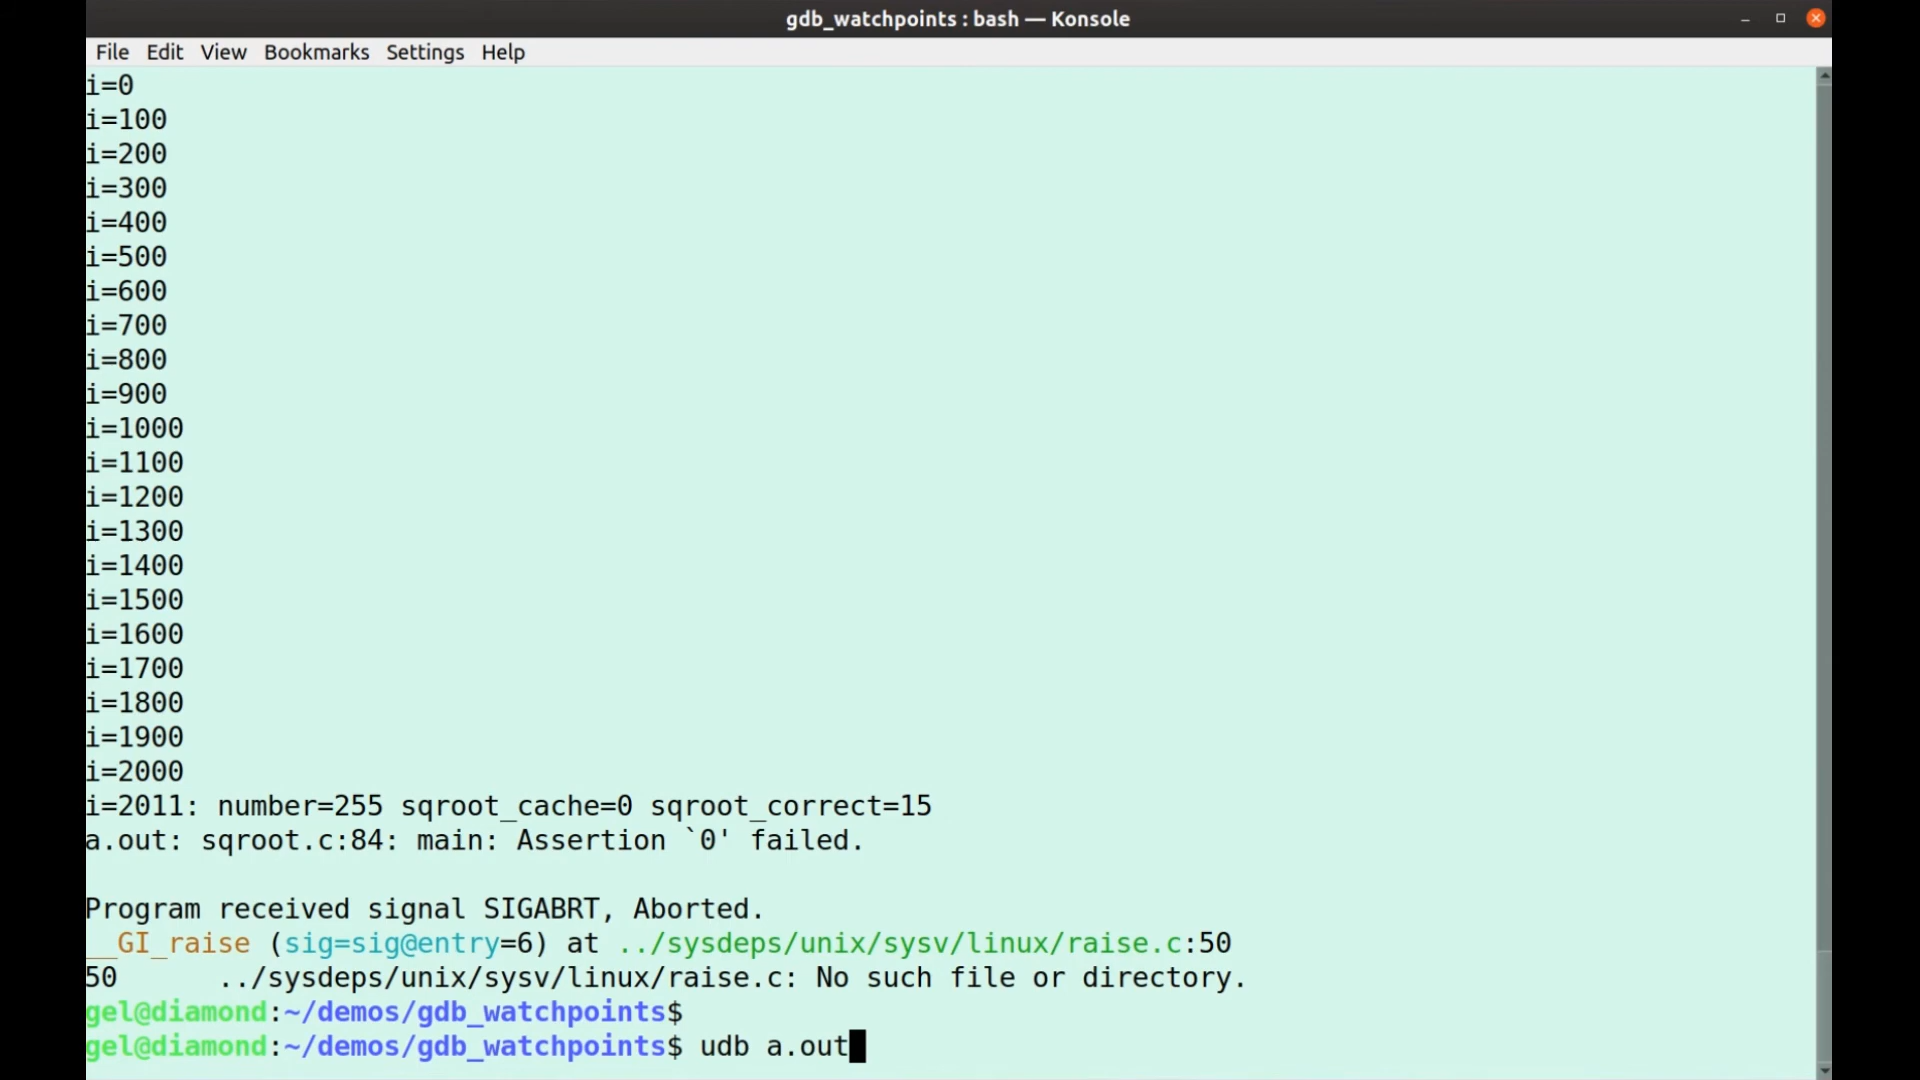 gdb_watchpoints : bash — Konsole
File Edit View Bookmarks Settings Help
i=0
i=100
i=200
i=300
i=400
i=500
i=600
i=700
i=800
i=900
i=1000
i=1100
i=1200
i=1300
i=1400
i=1500
i=1600
i=1700
i=1800
i=1900
i=2000
i=2011: number=255 sqroot_cache=0 sqroot_correct=15
a.out: sqroot.c:84: main: Assertion `0' failed.
Program received signal SIGABRT, Aborted.
__GI_raise (sig=sig@entry=6) at ../sysdeps/unix/sysv/linux/raise.c:50
50 ../sysdeps/unix/sysv/linux/raise.c: No such file or directory.
gel@diamond:~/demos/gdb_watchpoints$
gel@diamond:~/demos/gdb_watchpoints$ udb a.out